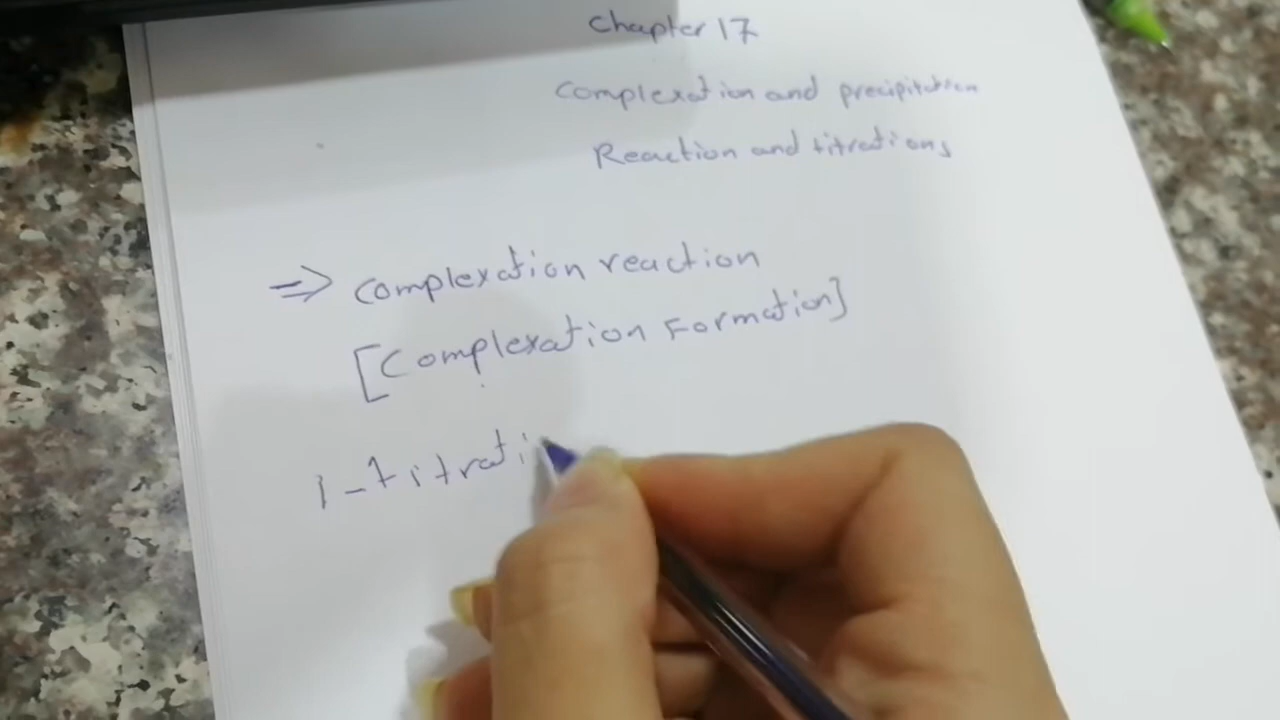 Chapter 17
Complexation and precipitation
Reaction and titrations
⇒ Complexation reaction
[Complexation Formation]
1-titrati